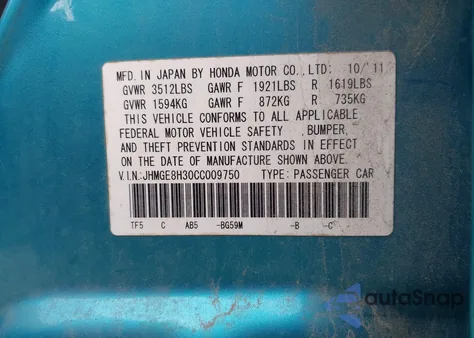 MFD. IN JAPAN BY HONDA MOTOR CO., LTD: 10/'11
GVWR 3512LBS GAWR F 1921LBS R 1619LBS
GVWR 1594KG GAWR F 872KG R 735KG
THIS VEHICLE CONFORMS TO ALL APPLICABLE
FEDERAL MOTOR VEHICLE SAFETY , BUMPER,
AND THEFT PREVENTION STANDARDS IN EFFECT
ON THE DATE OF MANUFACTURE SHOWN ABOVE.
V.I.N:JHMGE8H30CC009750 TYPE: PASSENGER CAR
TF5 C AB5 -BG59M -B -C
autoSnap